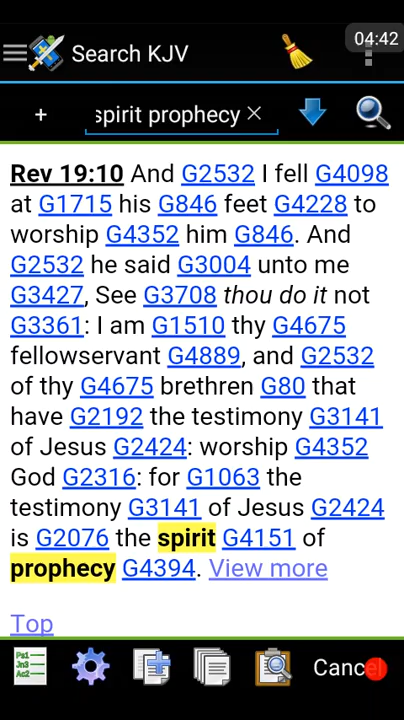 04:42
Search KJV
+ spirit prophecy ×
Rev 19:10 And G2532 I fell G4098
at G1715 his G846 feet G4228 to
worship G4352 him G846. And
G2532 he said G3004 unto me
G3427, See G3708 thou do it not
G3361: I am G1510 thy G4675
fellowservant G4889, and G2532
of thy G4675 brethren G80 that
have G2192 the testimony G3141
of Jesus G2424: worship G4352
God G2316: for G1063 the
testimony G3141 of Jesus G2424
is G2076 the spirit G4151 of
prophecy G4394. View more
Top
Ps1
Jn3
Ac2
Cancel